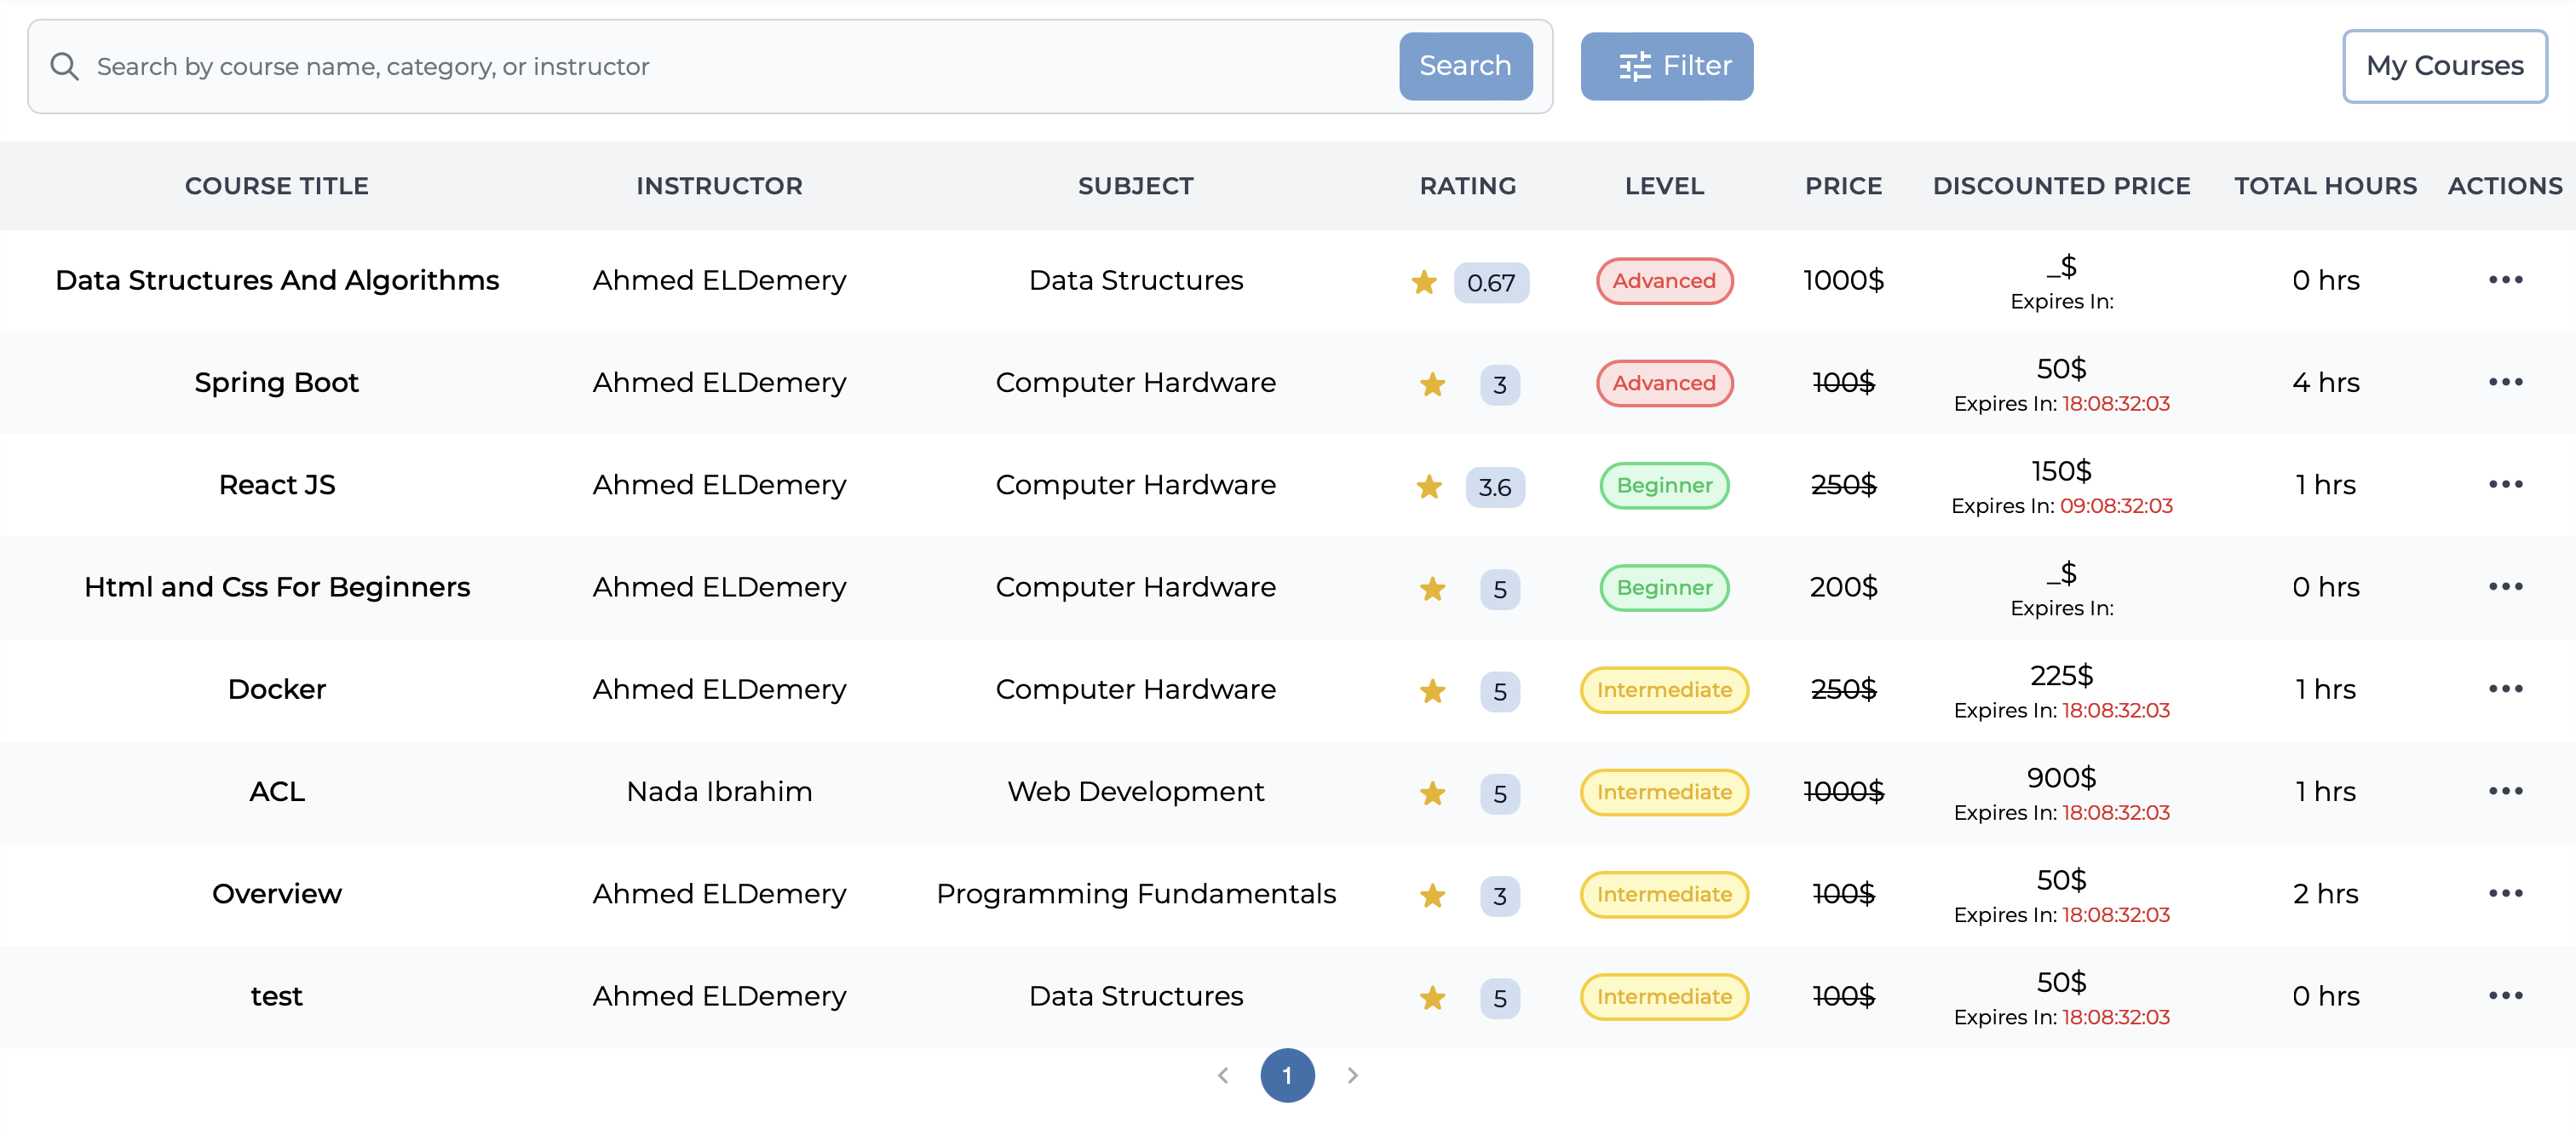 Search by course name, category, or instructor Search Filter My Courses
COURSE TITLE INSTRUCTOR SUBJECT RATING LEVEL PRICE DISCOUNTED PRICE TOTAL HOURS ACTIONS
Data Structures And Algorithms Ahmed ELDemery Data Structures 0.67 Advanced 1000$ _$ 0 hrs
Expires In:
Spring Boot Ahmed ELDemery Computer Hardware 3 Advanced 100$ 50$ 4 hrs
Expires In: 18:08:32:03
React JS Ahmed ELDemery Computer Hardware 3.6 Beginner 250$ 150$ 1 hrs
Expires In: 09:08:32:03
Html and Css For Beginners Ahmed ELDemery Computer Hardware 5 Beginner 200$ _$ 0 hrs
Expires In:
Docker Ahmed ELDemery Computer Hardware 5 Intermediate 250$ 225$ 1 hrs
Expires In: 18:08:32:03
ACL Nada Ibrahim Web Development 5 Intermediate 1000$ 900$ 1 hrs
Expires In: 18:08:32:03
Overview Ahmed ELDemery Programming Fundamentals 3 Intermediate 100$ 50$ 2 hrs
Expires In: 18:08:32:03
test Ahmed ELDemery Data Structures 5 Intermediate 100$ 50$ 0 hrs
Expires In: 18:08:32:03
1